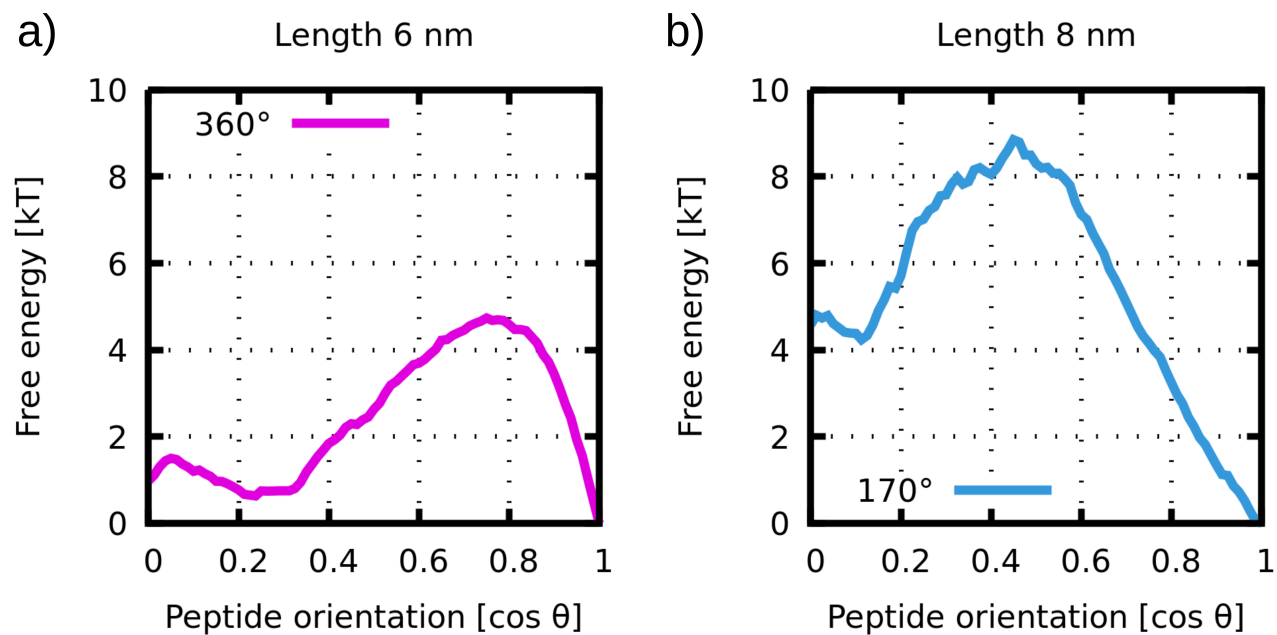 a)
Length 6 nm
Free energy [kT]
10
8
6
4
2
0
360°
0 0.2 0.4 0.6 0.8 1
Peptide orientation [cos θ]
b)
Length 8 nm
Free energy [kT]
10
8
6
4
2
0
170°
0 0.2 0.4 0.6 0.8 1
Peptide orientation [cos θ]